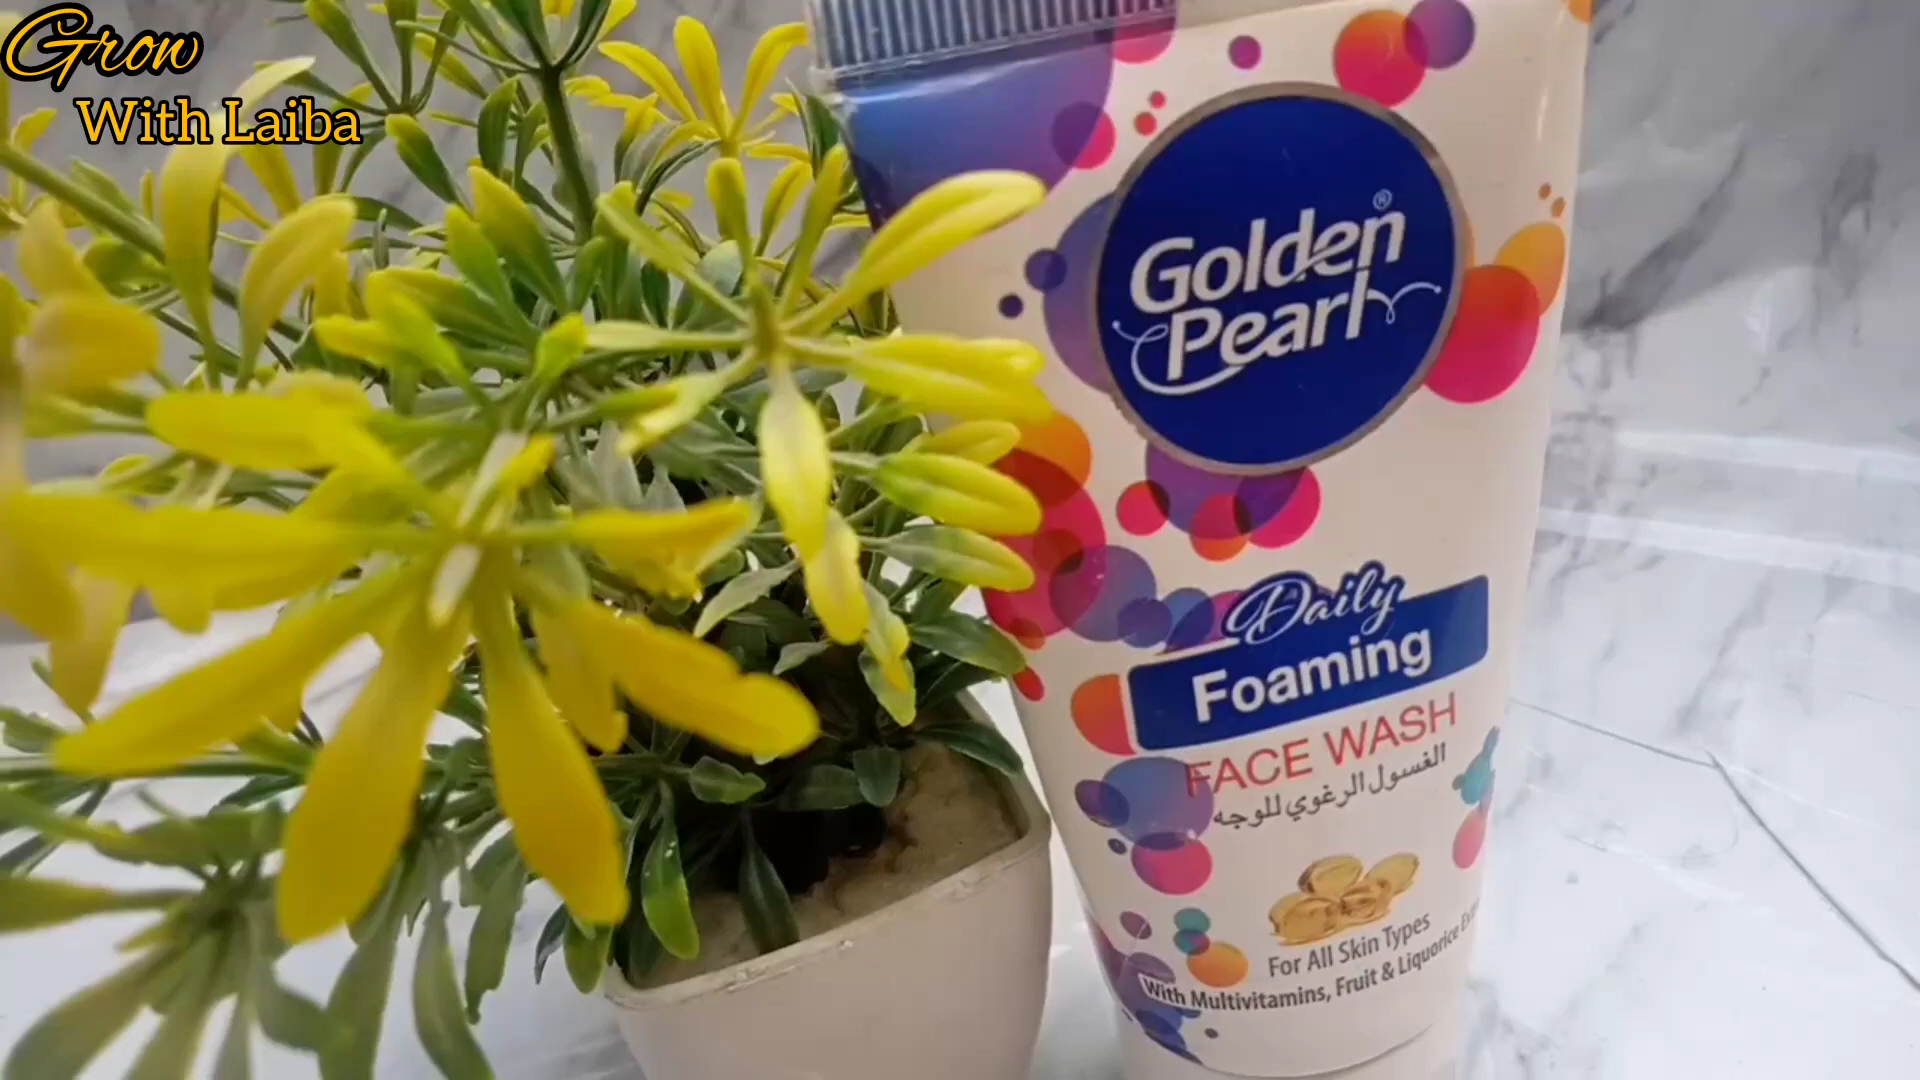 Grow
With Laiba
Golden®
Pearl
Daily
Foaming
FACE WASH
الغسول الرغوي للوجه
For All Skin Types
With Multivitamins, Fruit & Liquorice